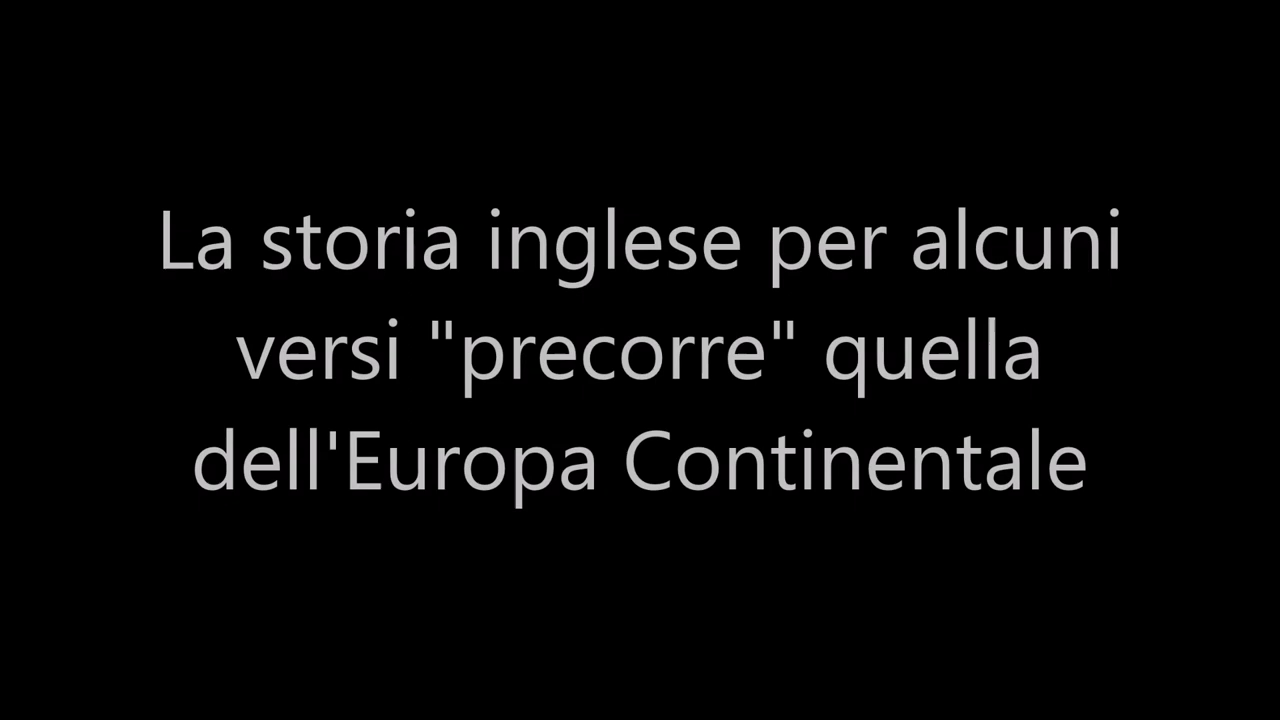 La storia inglese per alcuni
versi "precorre" quella
dell'Europa Continentale